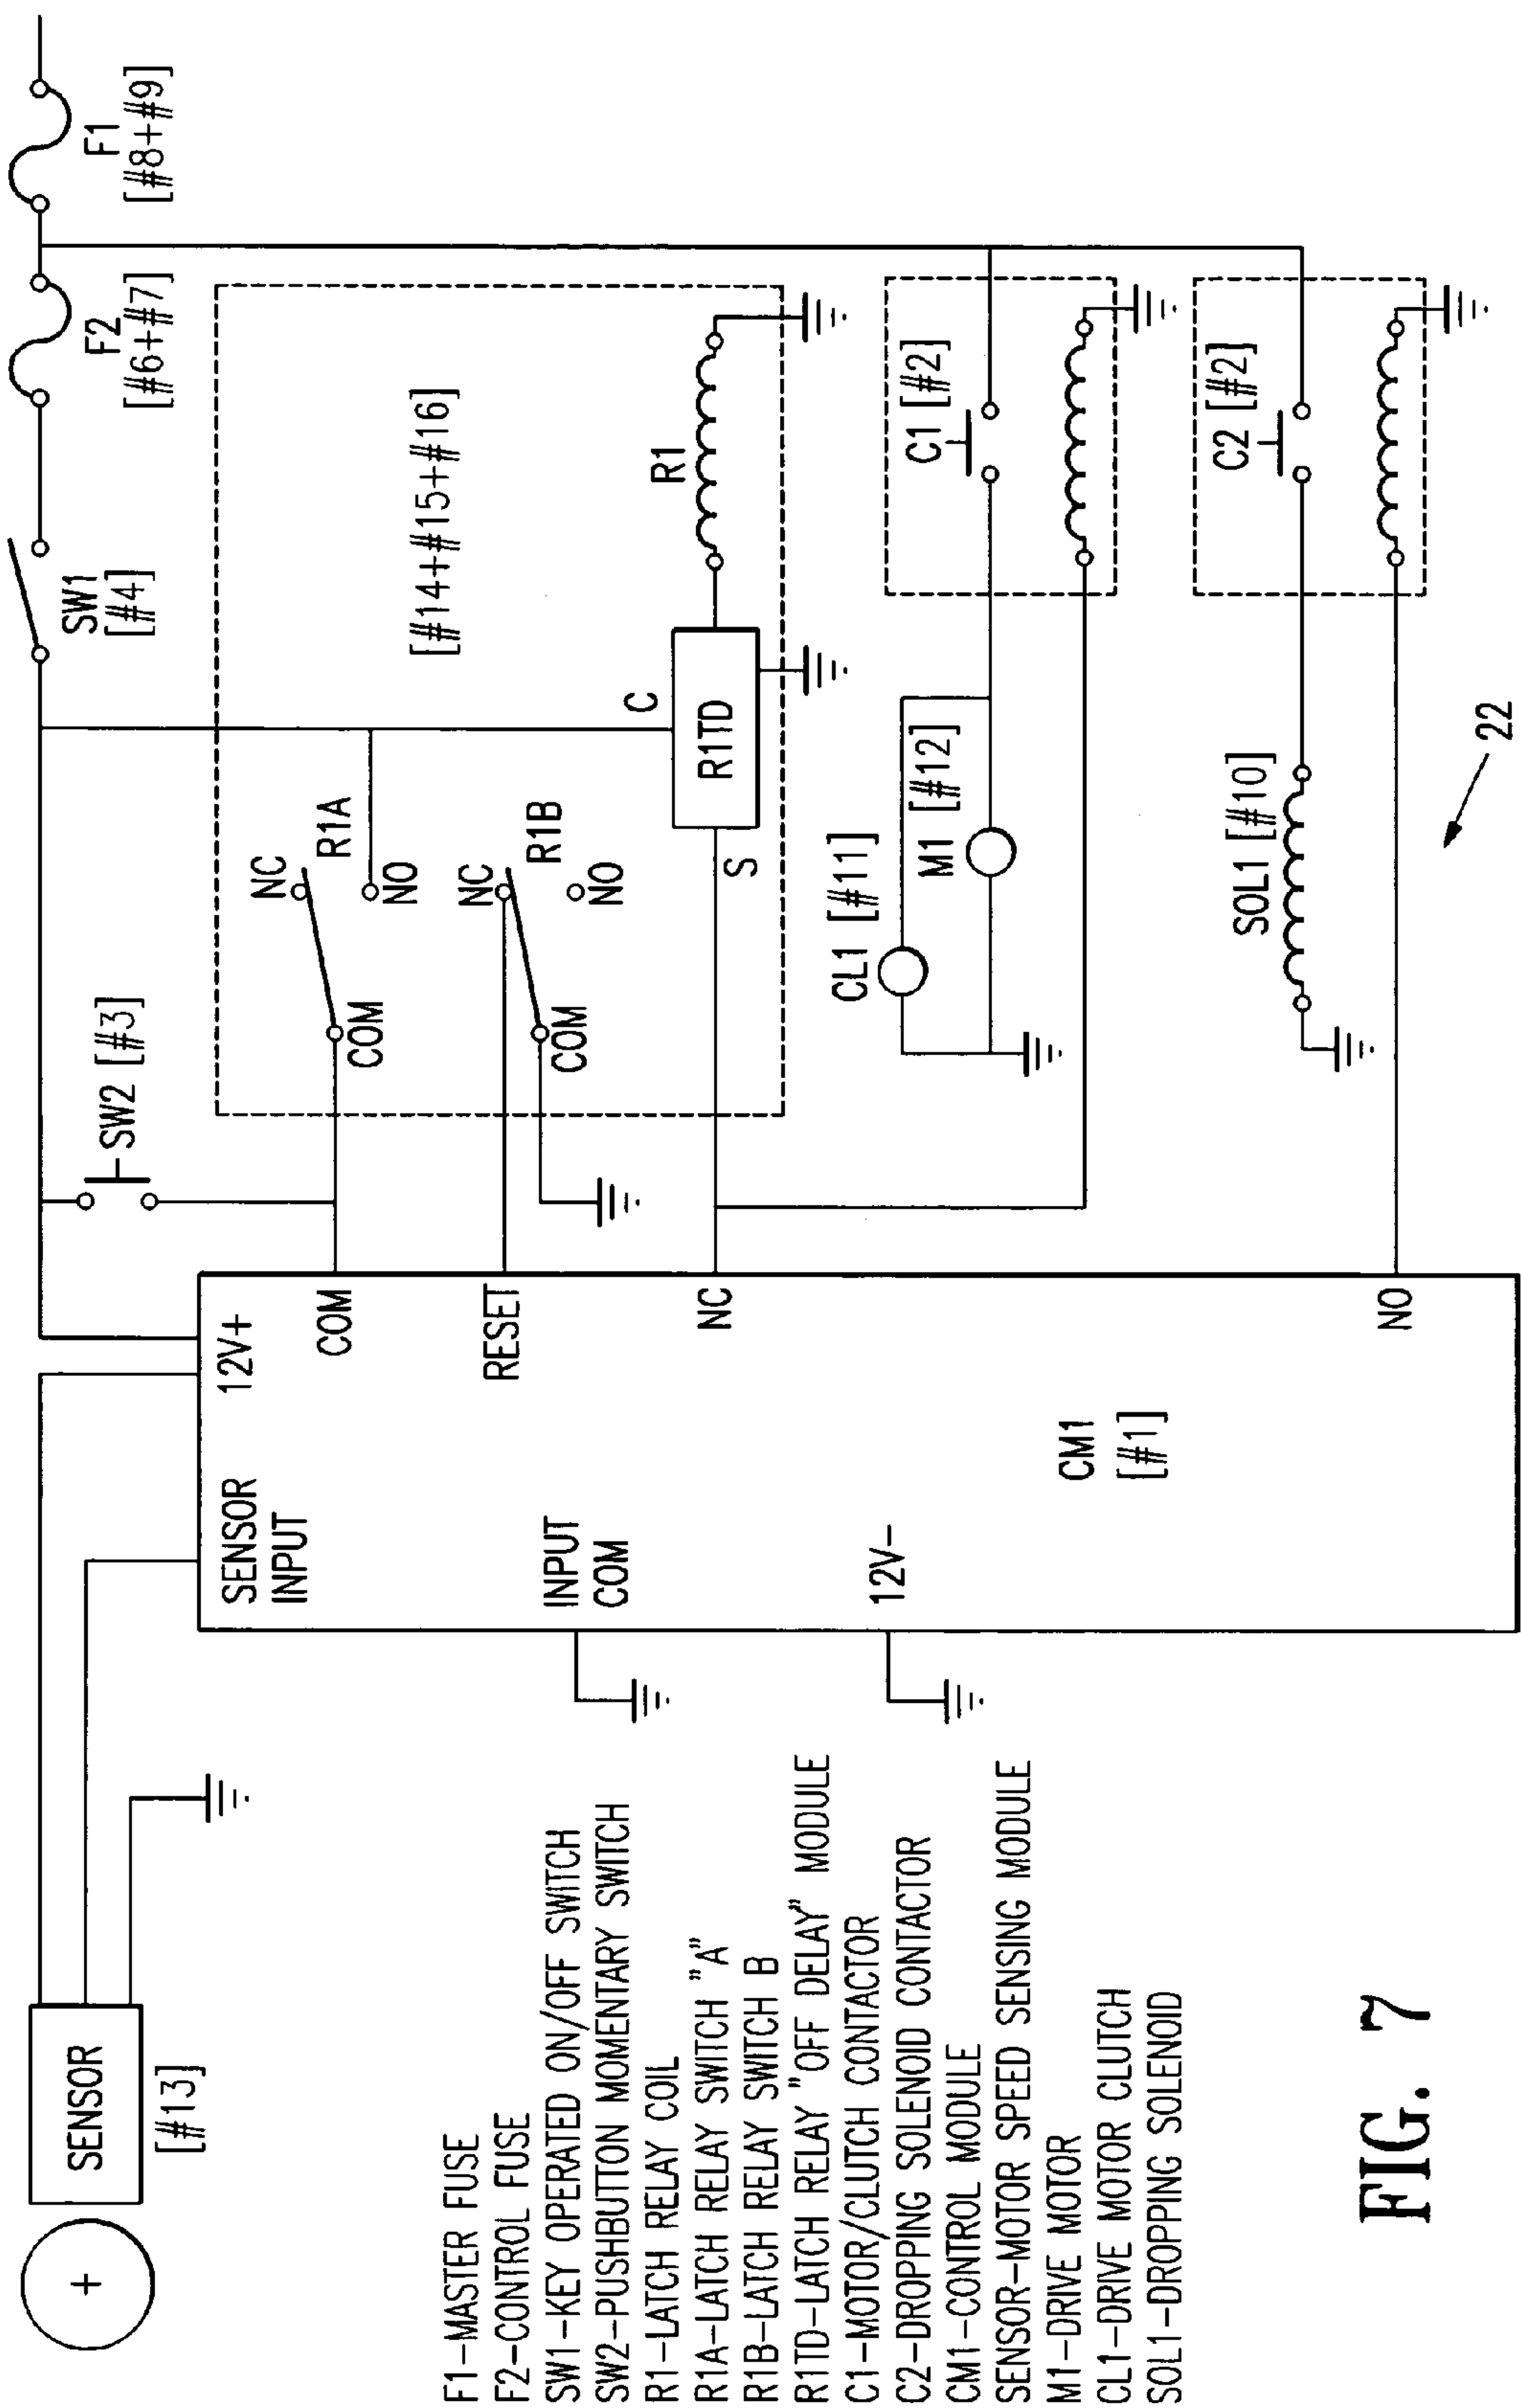 SENSOR
[#13]
SENSOR
INPUT
12V+
INPUT
COM
12V-
COM
RESET
NC
NO
CM1
[#1]
SW2 [#3]
SW1
[#4]
F2
[#6+#7]
F1
[#8+#9]
NC
R1A
NO
COM
NC
R1B
NO
COM
[#14+#15+#16]
C
R1TD
S
R1
CL1 [#11]
M1 [#12]
C1 [#2]
SOL1 [#10]
C2 [#2]
22
F1-MASTER FUSE
F2-CONTROL FUSE
SW1-KEY OPERATED ON/OFF SWITCH
SW2-PUSHBUTTON MOMENTARY SWITCH
R1-LATCH RELAY COIL
R1A-LATCH RELAY SWITCH "A"
R1B-LATCH RELAY SWITCH B
R1TD-LATCH RELAY "OFF DELAY" MODULE
C1-MOTOR/CLUTCH CONTACTOR
C2-DROPPING SOLENOID CONTACTOR
CM1-CONTROL MODULE
SENSOR-MOTOR SPEED SENSING MODULE
M1-DRIVE MOTOR
CL1-DRIVE MOTOR CLUTCH
SOL1-DROPPING SOLENOID
FIG. 7